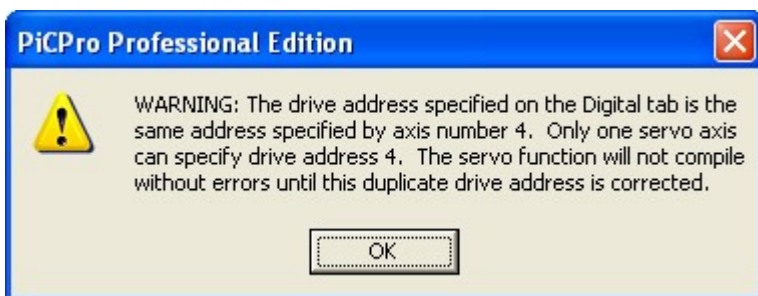 PiCPro Professional Edition
WARNING: The drive address specified on the Digital tab is the
same address specified by axis number 4. Only one servo axis
can specify drive address 4. The servo function will not compile
without errors until this duplicate drive address is corrected.
OK